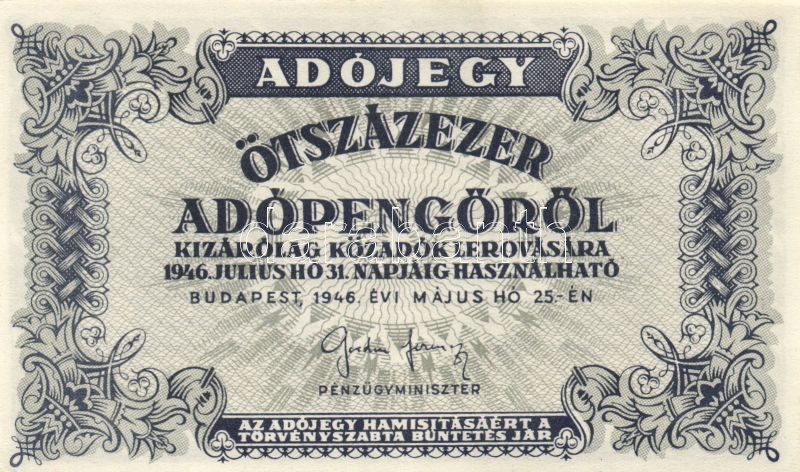 ADÓJEGY
ÖTSZÁZEZER
ADÓPENGŐRŐL
KIZÁRÓLAG KÖZADÓK LEROVÁSÁRA
1946. JULIUS HÓ 31. NAPJÁIG HASZNÁLHATÓ
BUDAPEST, 1946. ÉVI MÁJUS HÓ 25.-ÉN
PÉNZÜGYMINISZTER
AZ ADÓJEGY HAMISITÁSÁÉRT A
TÖRVÉNYSZABTA BÜNTETÉS JÁR